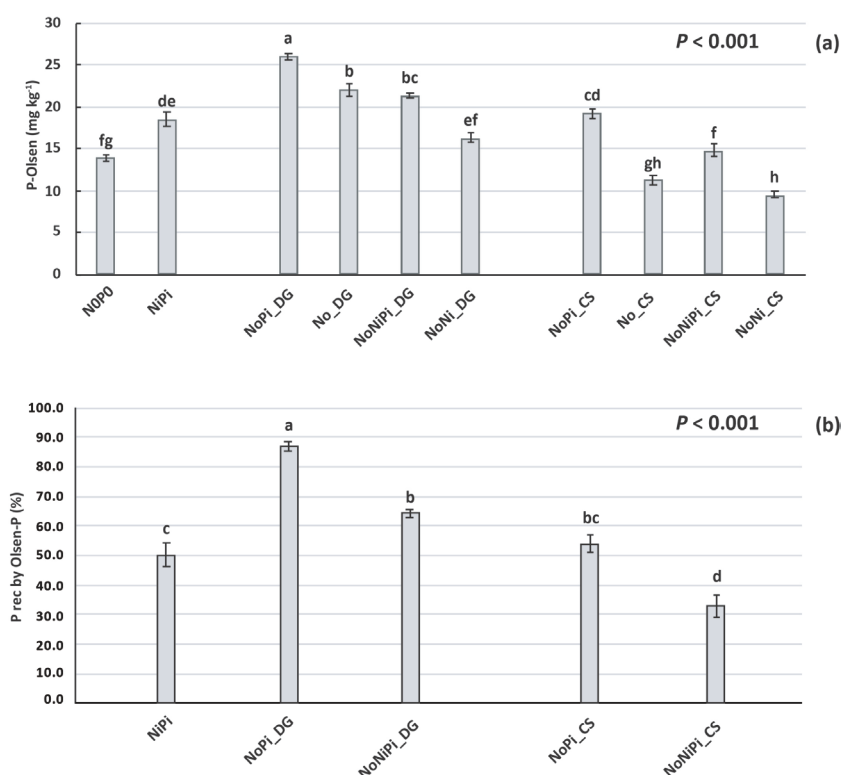 30
25
20
15
10
5
0
P-Olsen (mg kg⁻¹)
P < 0.001
(a)
fg
de
a
b
bc
ef
cd
gh
f
h
N0P0
NiPi
NoPi_DG
No_DG
NoNiPi_DG
NoNi_DG
NoPi_CS
No_CS
NoNiPi_CS
NoNi_CS
100.0
90.0
80.0
70.0
60.0
50.0
40.0
30.0
20.0
10.0
0.0
P rec by Olsen-P (%)
P < 0.001
(b)
c
a
b
bc
d
NiPi
NoPi_DG
NoNiPi_DG
NoPi_CS
NoNiPi_CS